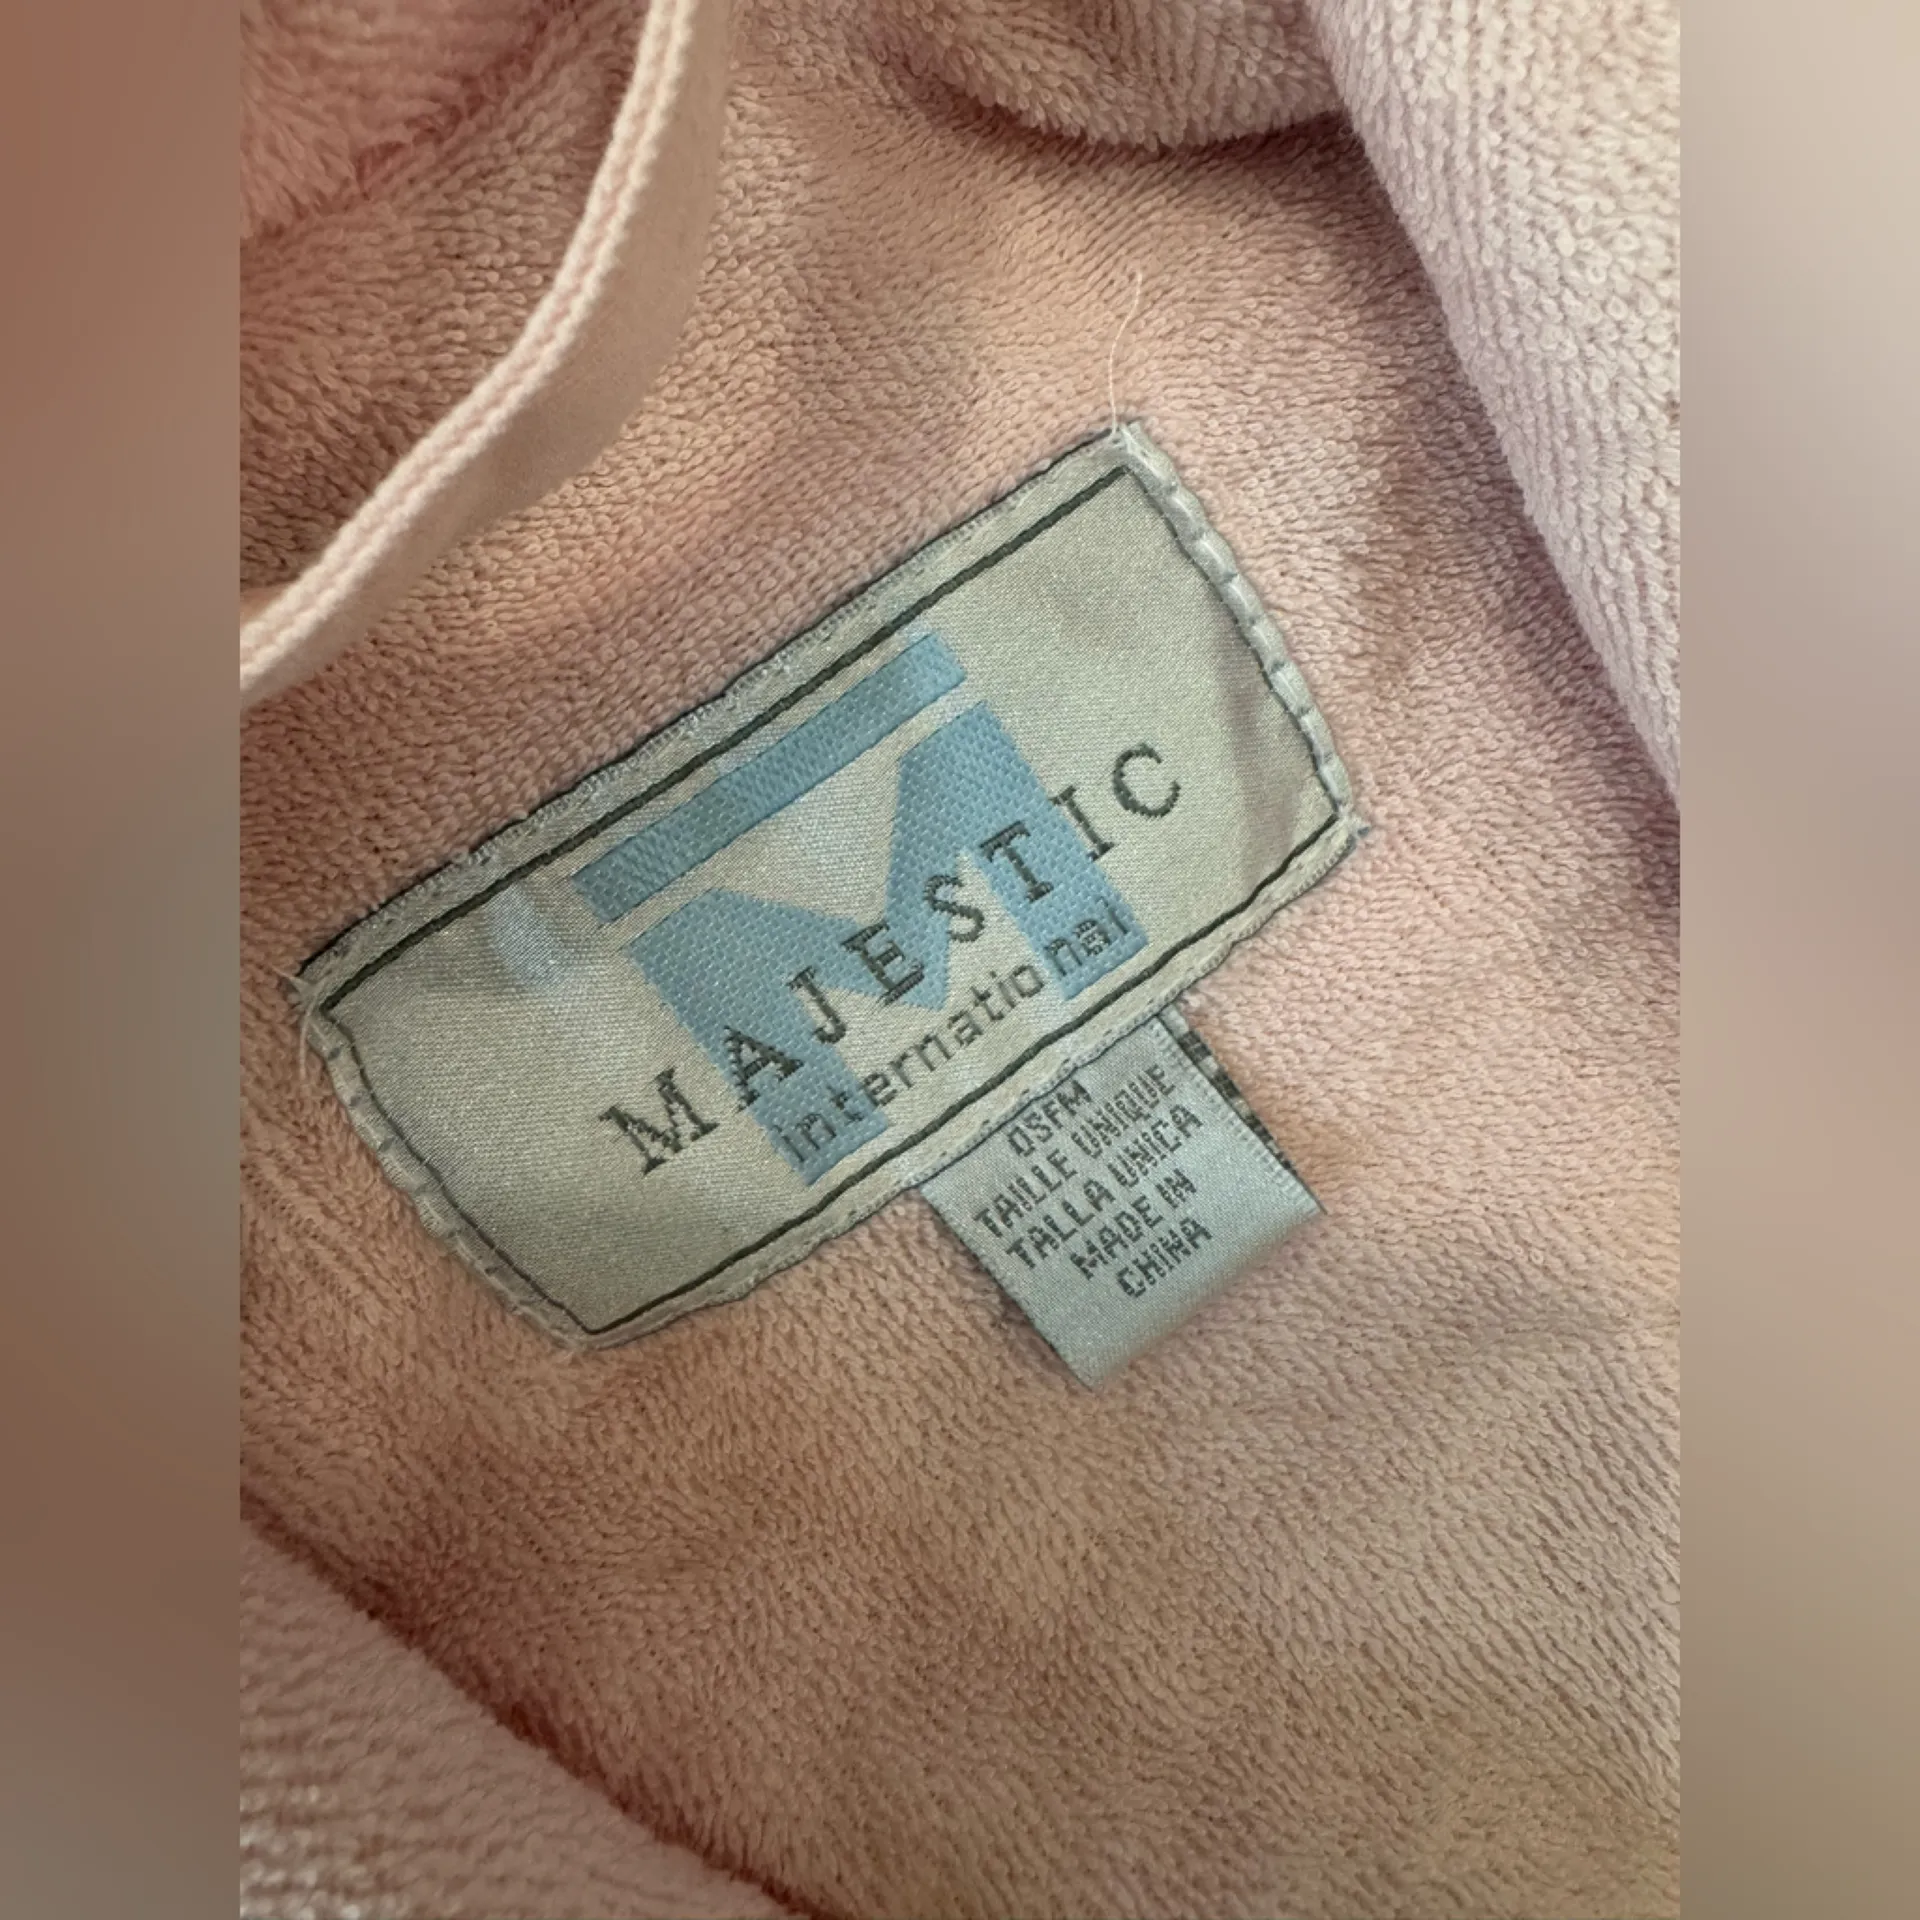 M
MAJESTIC
international
OSFM
TAILLE UNIQUE
TALLA UNICA
MADE IN
CHINA